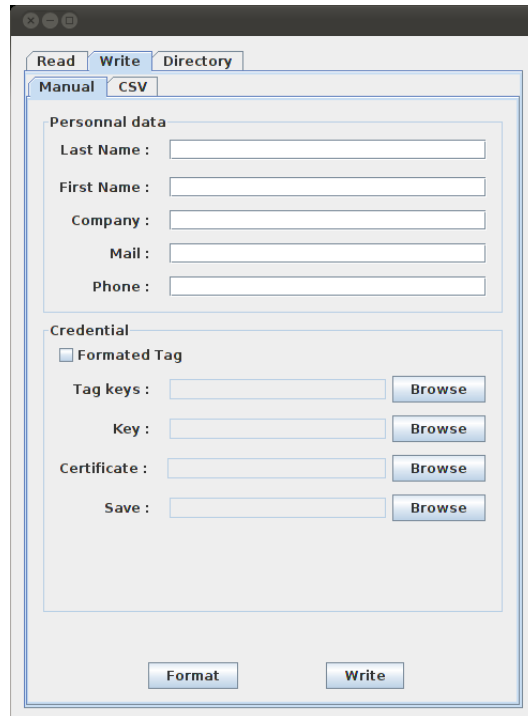 Read Write Directory
Manual CSV
Personnal data
Last Name :
First Name :
Company :
Mail :
Phone :
Credential
Formated Tag
Tag keys : Browse
Key : Browse
Certificate : Browse
Save : Browse
Format Write